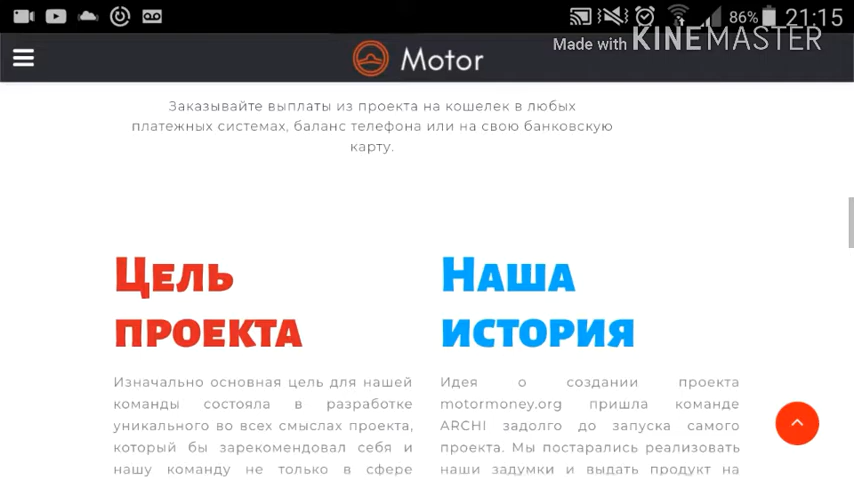 86% 21:15
Made with KINEMASTER
Motor
Заказывайте выплаты из проекта на кошелек в любых
платежных системах, баланс телефона или на свою банковскую
карту.
Цель
проекта
Изначально основная цель для нашей
команды состояла в разработке
уникального во всех смыслах проекта,
который бы зарекомендовал себя и
нашу команду не только в сфере
Наша
история
Идея о создании проекта
motormoney.org пришла команде
ARCHI задолго до запуска самого
проекта. Мы постарались реализовать
наши задумки и выдать продукт на